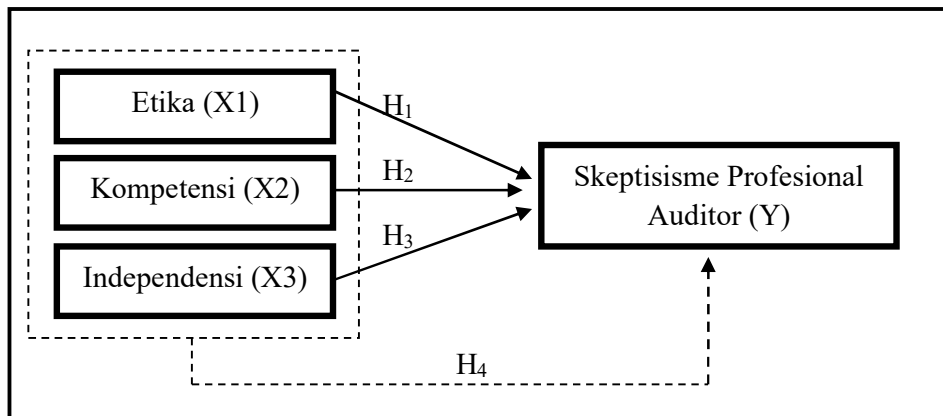 Etika (X1)
H₁
Kompetensi (X2)
H₂
Skeptisisme Profesional
Auditor (Y)
H₃
Independensi (X3)
H₄